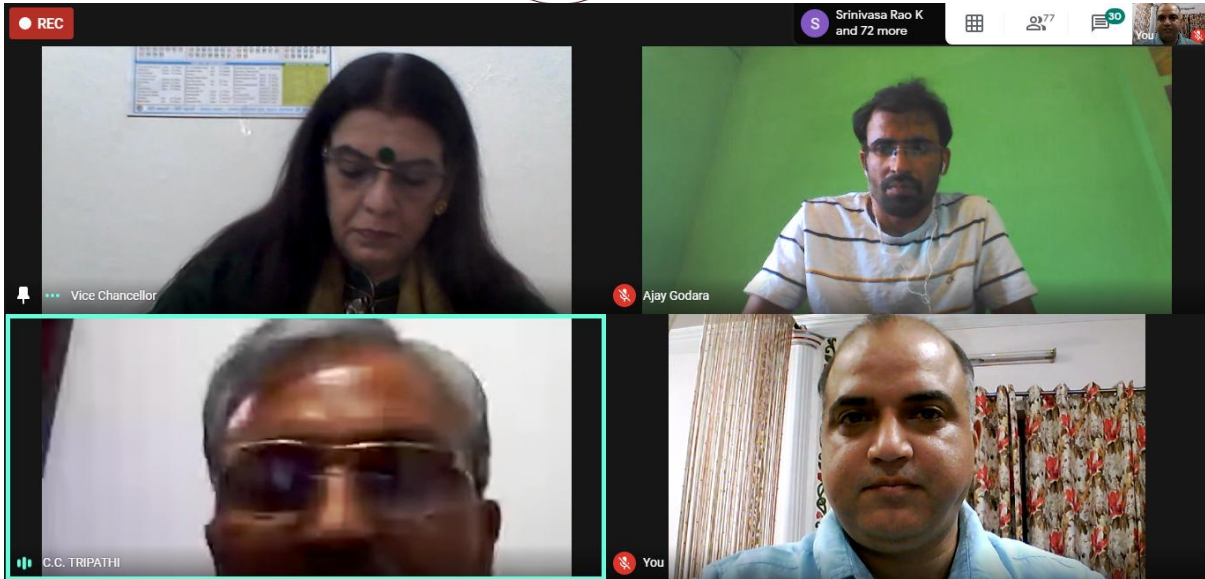 REC
S
Srinivasa Rao K
and 72 more
77
30
You
Vice Chancellor
Ajay Godara
C.C. TRIPATHI
You